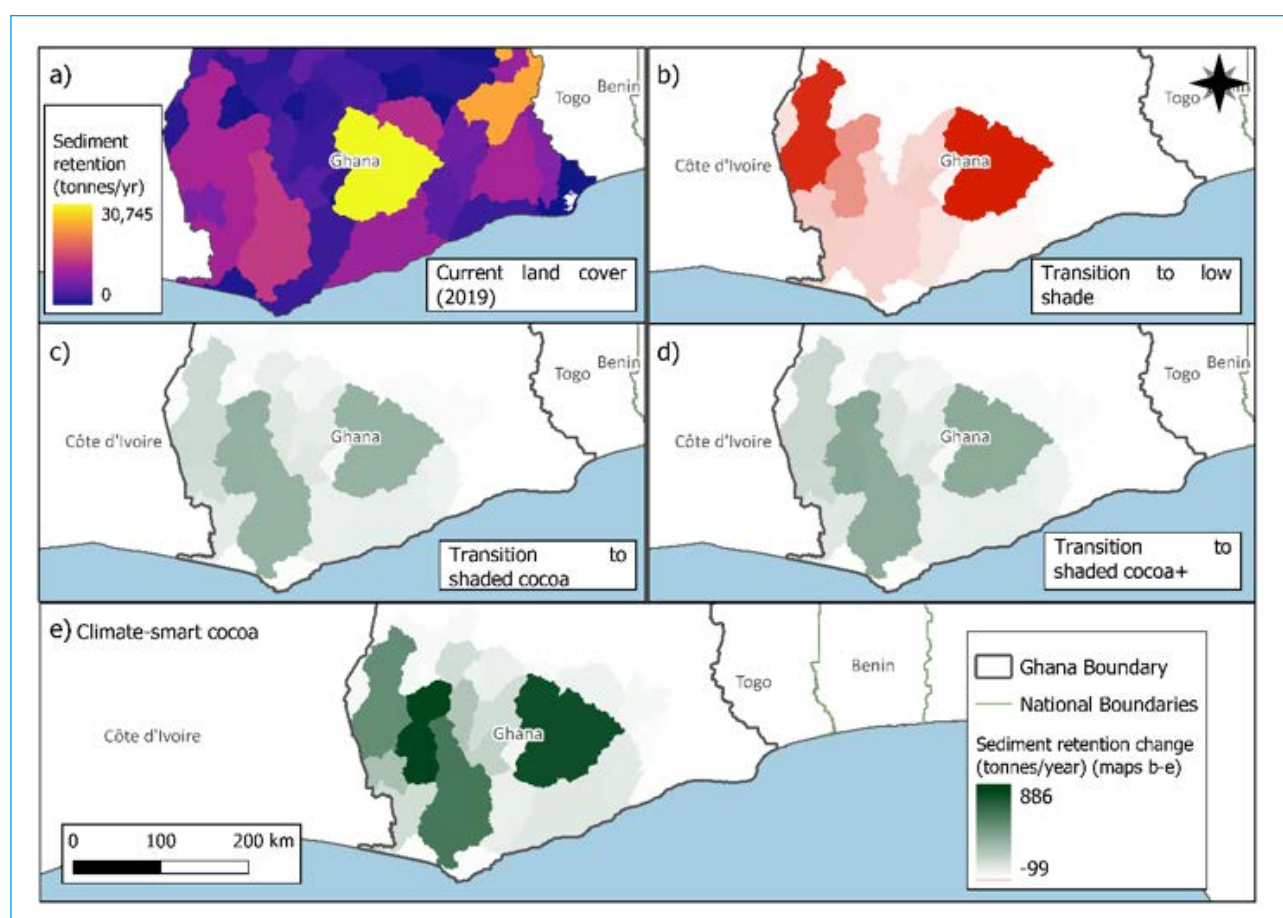 a)
Sediment
retention
(tonnes/yr)
30,745
0
Ghana
Togo
Benin
Current land cover
(2019)
b)
Côte d'Ivoire
Ghana
Togo
Transition to low
shade
c)
Côte d'Ivoire
Ghana
Togo
Benin
Transition to
shaded cocoa
d)
Côte d'Ivoire
Ghana
Togo
Benin
Transition to
shaded cocoa+
e) Climate-smart cocoa
Côte d'Ivoire
Ghana
Togo
Benin
0 100 200 km
Ghana Boundary
National Boundaries
Sediment retention change
(tonnes/year) (maps b-e)
886
-99